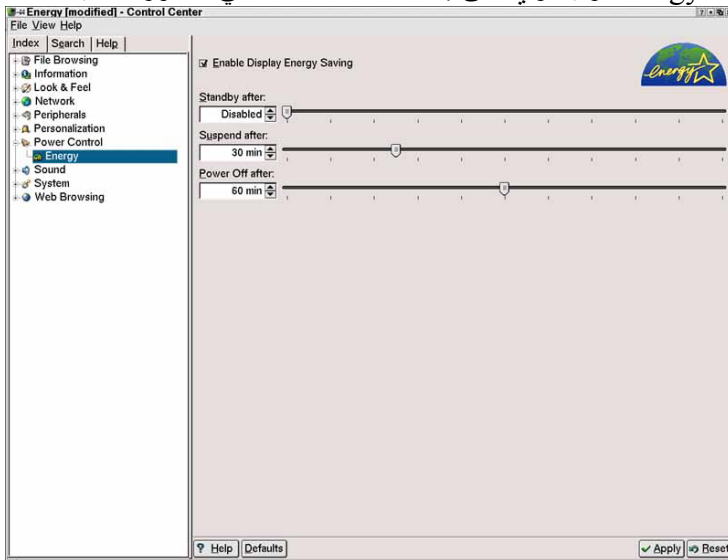 Energy [modified] - Control Center
File View Help
Index Search Help
File Browsing
Information
Look & Feel
Network
Peripherals
Personalization
Power Control
Energy
Sound
System
Web Browsing
Enable Display Energy Saving
energy
Standby after:
Disabled
Suspend after:
30 min
Power Off after:
60 min
? Help Defaults
Apply Rese